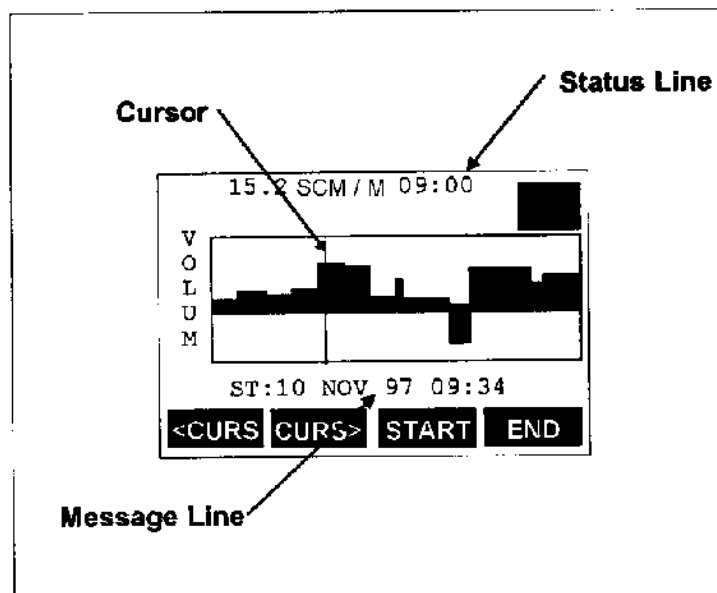 Status Line
Cursor
15.2 SCM / M 09:00
VOLUM
ST:10 NOV 97 09:34
<CURS CURS> START END
Message Line